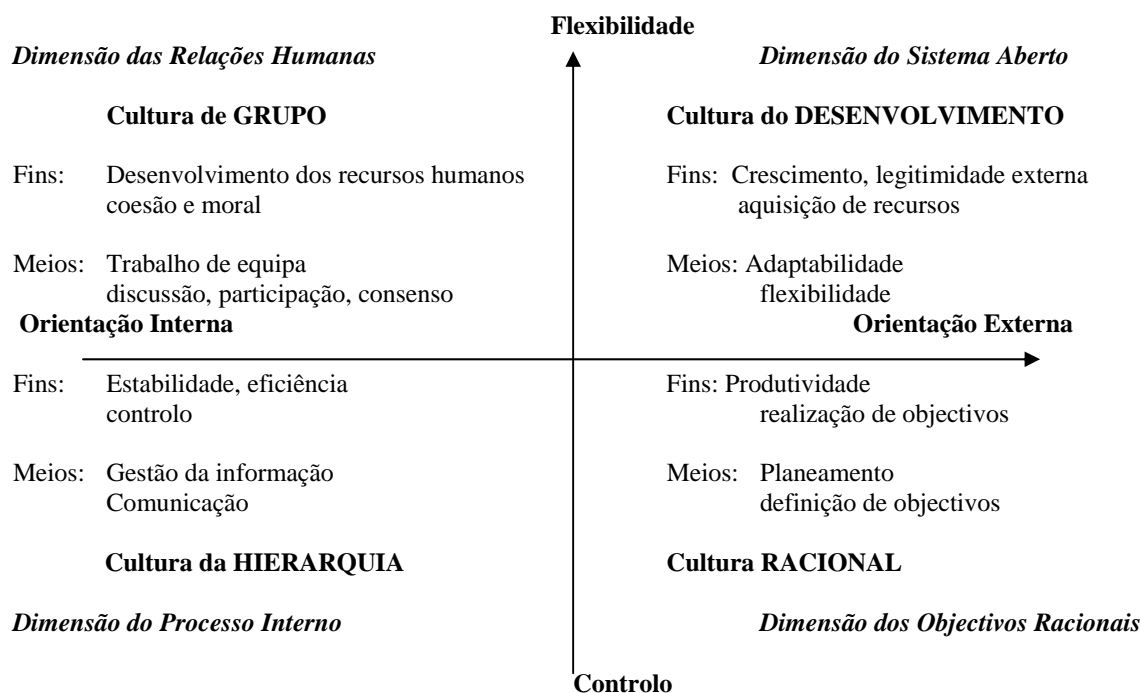 Flexibilidade
Dimensão das Relações Humanas
Dimensão do Sistema Aberto
Cultura de GRUPO
Cultura do DESENVOLVIMENTO
Fins: Desenvolvimento dos recursos humanos
coesão e moral
Fins: Crescimento, legitimidade externa
aquisição de recursos
Meios: Trabalho de equipa
discussão, participação, consenso
Meios: Adaptabilidade
flexibilidade
Orientação Interna
Orientação Externa
Fins: Estabilidade, eficiência
controlo
Fins: Produtividade
realização de objectivos
Meios: Gestão da informação
Comunicação
Meios: Planeamento
definição de objectivos
Cultura da HIERARQUIA
Cultura RACIONAL
Dimensão do Processo Interno
Dimensão dos Objectivos Racionais
Controlo